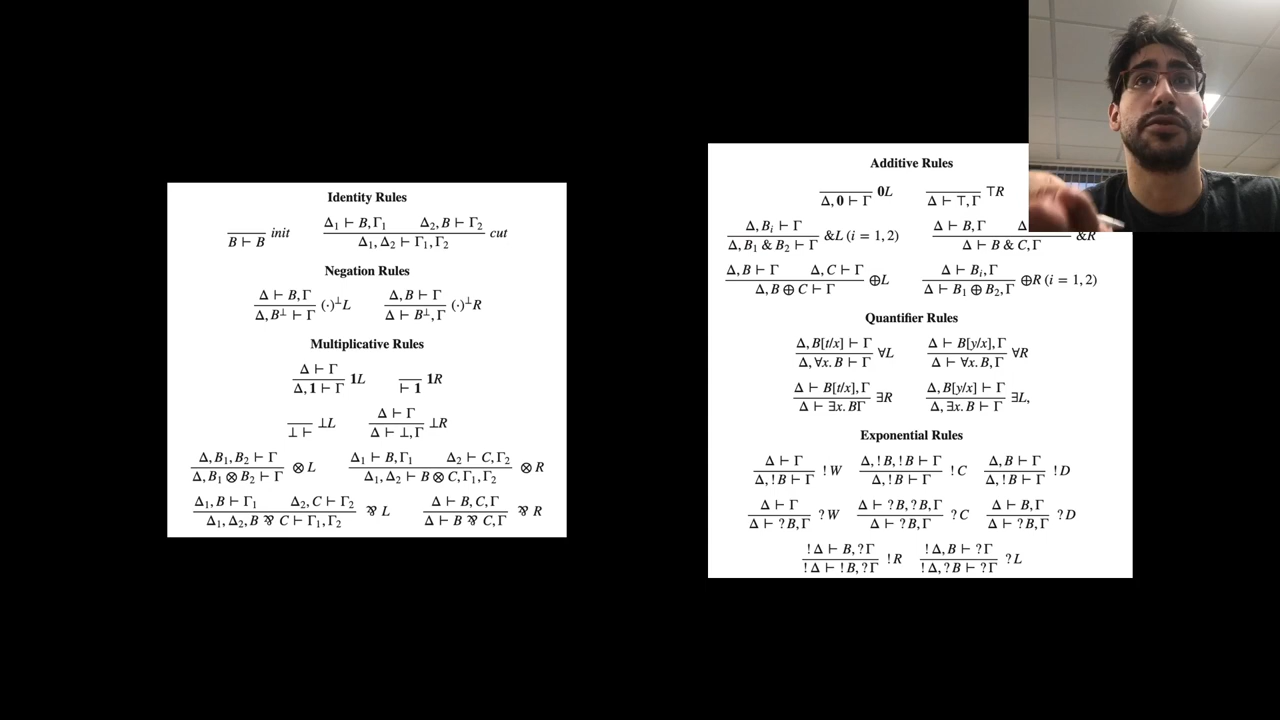 Identity Rules
Δ₁ ⊢ B, Γ₁    Δ₂, B ⊢ Γ₂
B ⊢ B init    Δ₁, Δ₂ ⊢ Γ₁, Γ₂ cut
Negation Rules
Δ ⊢ B, Γ    Δ, B ⊢ Γ
Δ, B⊥ ⊢ Γ (·)⊥L    Δ ⊢ B⊥, Γ (·)⊥R
Multiplicative Rules
Δ ⊢ Γ
Δ, 1 ⊢ Γ 1L    ⊢ 1 1R
Δ ⊢ Γ
⊥ ⊢ ⊥L    Δ ⊢ ⊥, Γ ⊥R
Δ, B₁, B₂ ⊢ Γ    Δ₁ ⊢ B, Γ₁    Δ₂ ⊢ C, Γ₂
Δ, B₁ ⊗ B₂ ⊢ Γ ⊗ L    Δ₁, Δ₂ ⊢ B ⊗ C, Γ₁, Γ₂ ⊗ R
Δ₁, B ⊢ Γ₁    Δ₂, C ⊢ Γ₂    Δ ⊢ B, C, Γ
Δ₁, Δ₂, B ⅋ C ⊢ Γ₁, Γ₂ ⅋ L    Δ ⊢ B ⅋ C, Γ ⅋ R
Additive Rules
Δ, 0 ⊢ Γ 0L    Δ ⊢ ⊤, Γ ⊤R
Δ, Bᵢ ⊢ Γ    Δ ⊢ B, Γ    Δ
Δ, B₁ & B₂ ⊢ Γ &L (i = 1, 2)    Δ ⊢ B & C, Γ &R
Δ, B ⊢ Γ    Δ, C ⊢ Γ    Δ ⊢ Bᵢ, Γ
Δ, B ⊕ C ⊢ Γ ⊕L    Δ ⊢ B₁ ⊕ B₂, Γ ⊕R (i = 1, 2)
Quantifier Rules
Δ, B[t/x] ⊢ Γ    Δ ⊢ B[y/x], Γ
Δ, ∀x. B ⊢ Γ ∀L    Δ ⊢ ∀x. B, Γ ∀R
Δ ⊢ B[t/x], Γ    Δ, B[y/x] ⊢ Γ
Δ ⊢ ∃x. BΓ ∃R    Δ, ∃x. B ⊢ Γ ∃L,
Exponential Rules
Δ ⊢ Γ    Δ, ! B, ! B ⊢ Γ    Δ, B ⊢ Γ
Δ, ! B ⊢ Γ ! W    Δ, ! B ⊢ Γ ! C    Δ, ! B ⊢ Γ ! D
Δ ⊢ Γ    Δ ⊢ ? B, ? B, Γ    Δ ⊢ B, Γ
Δ ⊢ ? B, Γ ? W    Δ ⊢ ? B, Γ ? C    Δ ⊢ ? B, Γ ? D
! Δ ⊢ B, ? Γ    ! Δ, B ⊢ ? Γ
! Δ ⊢ ! B, ? Γ ! R    ! Δ, ? B ⊢ ? Γ ? L